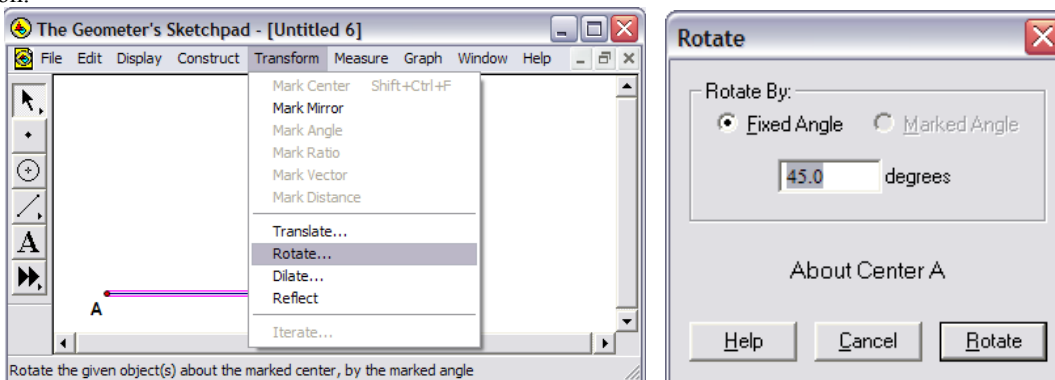 The Geometer's Sketchpad - [Untitled 6]
File Edit Display Construct Transform Measure Graph Window Help
Mark Center Shift+Ctrl+F
Mark Mirror
Mark Angle
Mark Ratio
Mark Vector
Mark Distance
Translate...
Rotate...
Dilate...
Reflect
Iterate...
A
A
Rotate the given object(s) about the marked center, by the marked angle
Rotate
Rotate By:
Fixed Angle Marked Angle
45.0 degrees
About Center A
Help Cancel Rotate